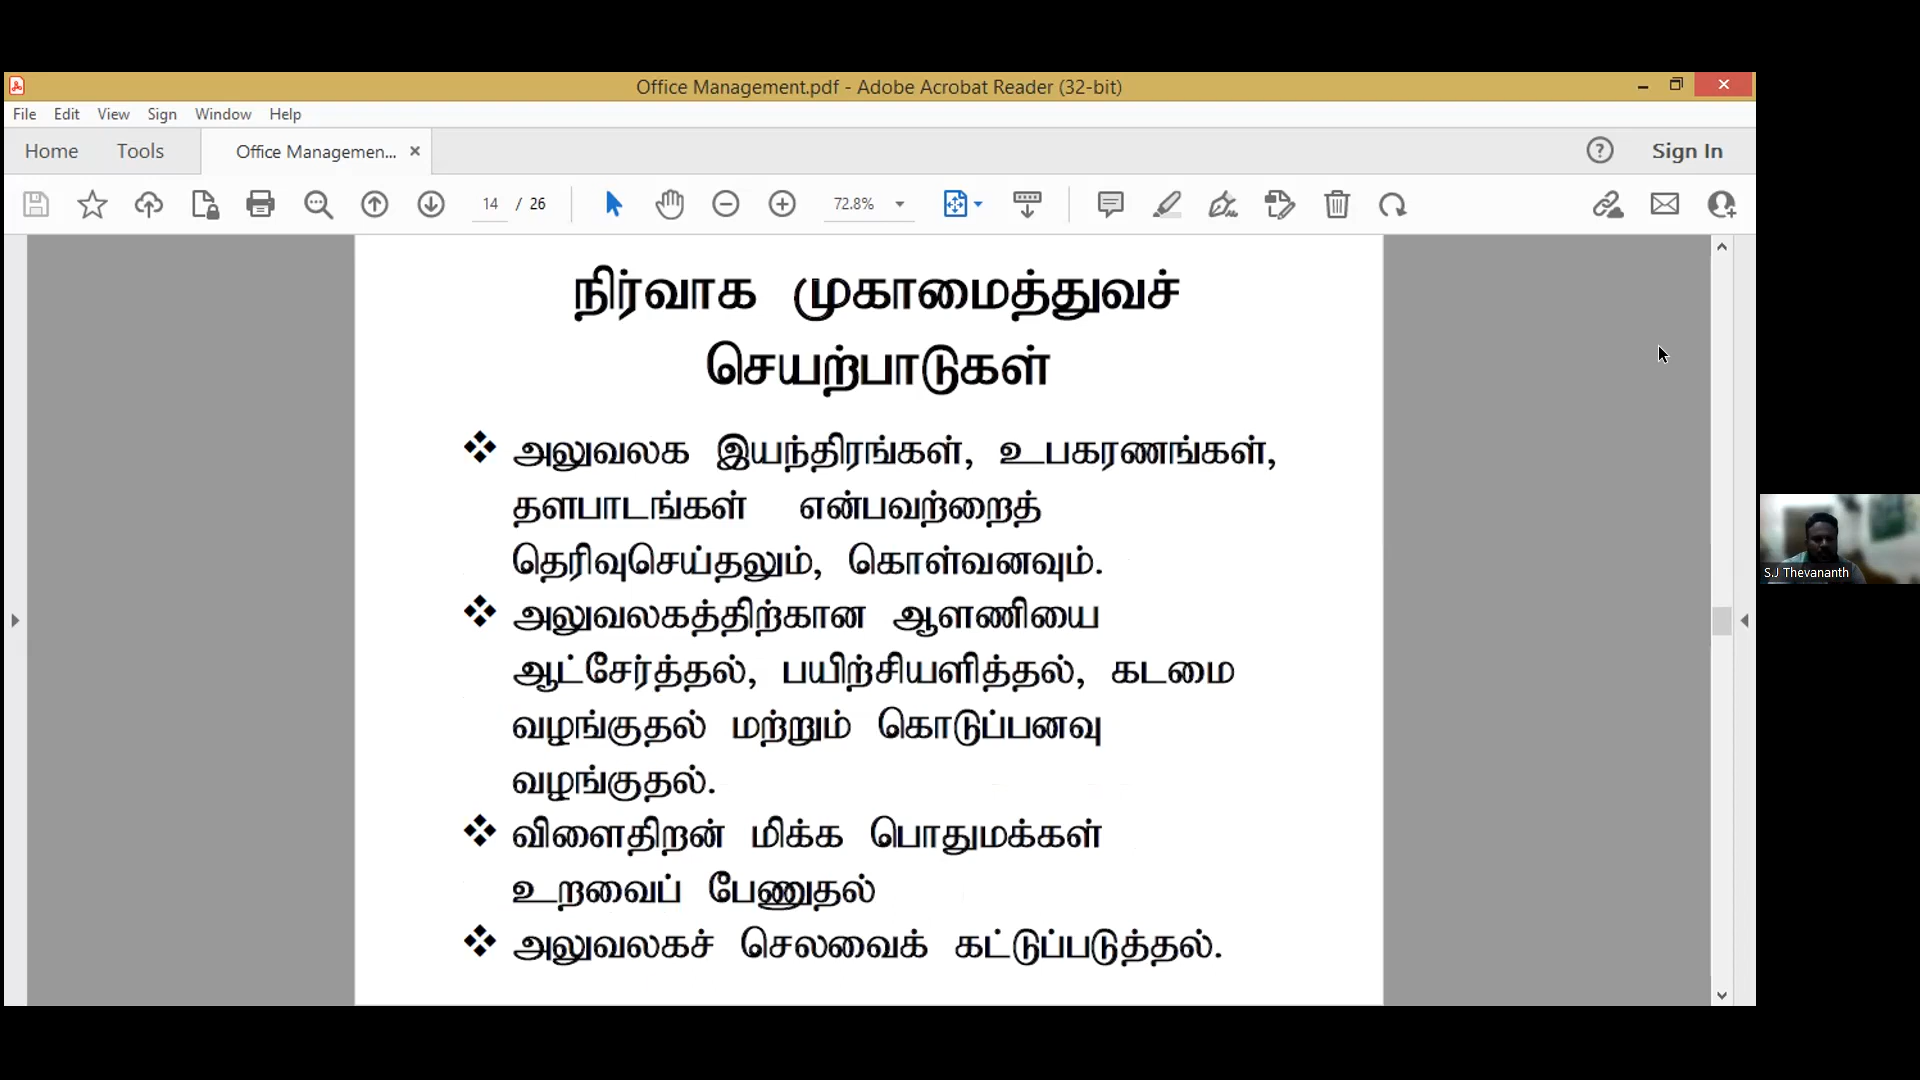 Office Management.pdf - Adobe Acrobat Reader (32-bit)
File Edit View Sign Window Help
Home Tools Office Managemen... Sign In
14 / 26 72.8%
நிர்வாக முகாமைத்துவச்
செயற்பாடுகள்
❖ அலுவலக இயந்திரங்கள், உபகரணங்கள்,
தளபாடங்கள் என்பவற்றைத்
தெரிவுசெய்தலும், கொள்வனவும்.
❖ அலுவலகத்திற்கான ஆளணியை
ஆட்சேர்த்தல், பயிற்சியளித்தல், கடமை
வழங்குதல் மற்றும் கொடுப்பனவு
வழங்குதல்.
❖ விளைதிறன் மிக்க பொதுமக்கள்
உறவைப் பேணுதல்
❖ அலுவலகச் செலவைக் கட்டுப்படுத்தல்.
S.J Thevananth